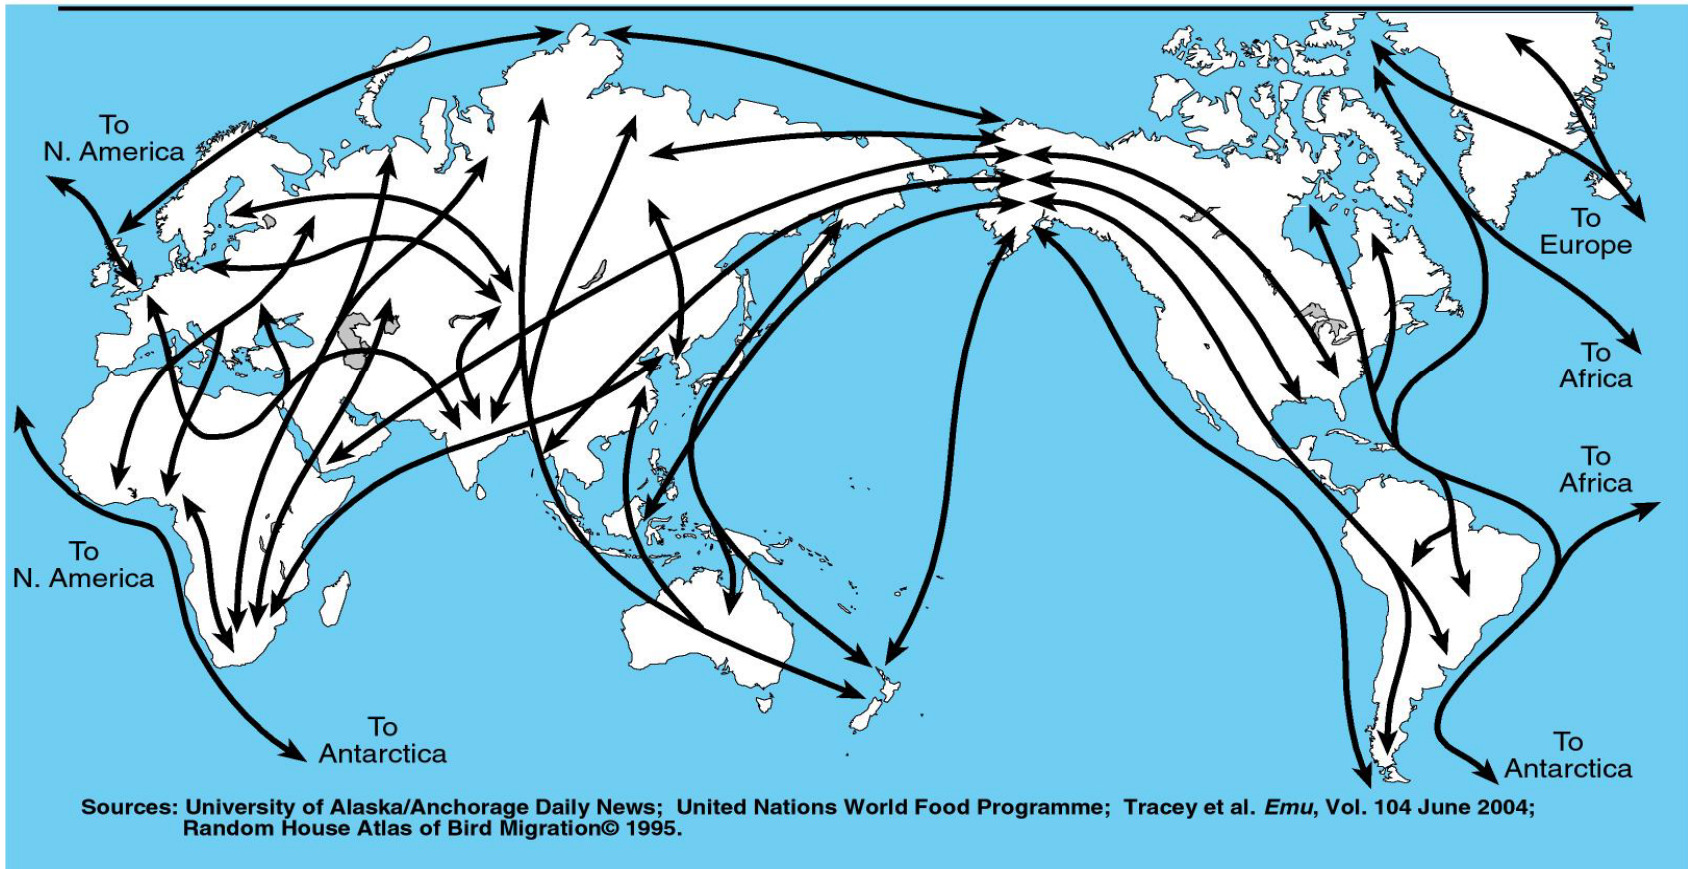 To
N. America
To
Europe
To
Africa
To
Africa
To
N. America
To
Antarctica
To
Antarctica
Sources: University of Alaska/Anchorage Daily News; United Nations World Food Programme; Tracey et al. Emu, Vol. 104 June 2004;
Random House Atlas of Bird Migration© 1995.